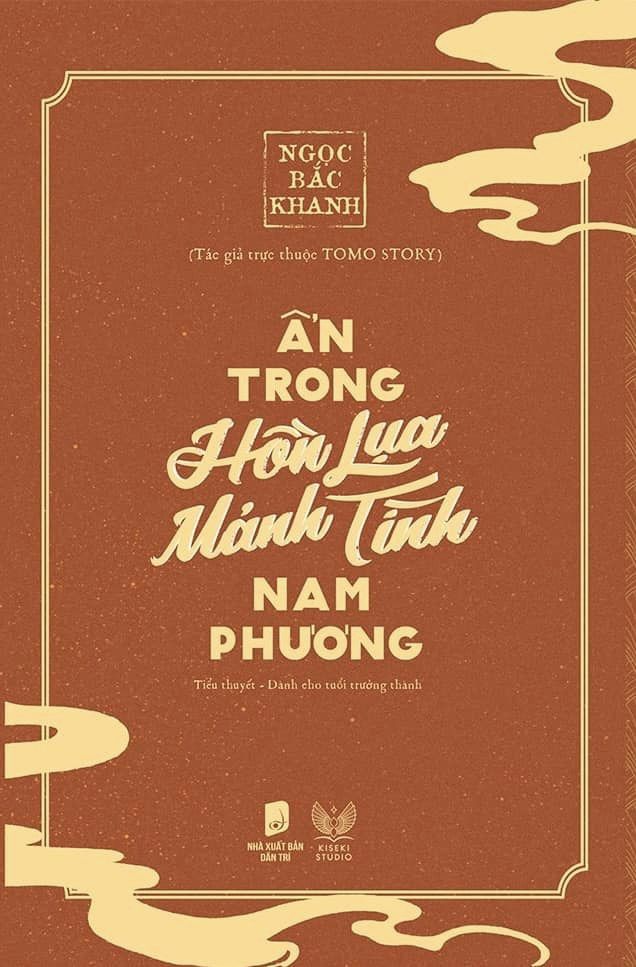 NGỌC
BẮC
KHANH
(Tác giả trực thuộc TOMO STORY)
ẨN
TRONG
Hồn Lụa
Mảnh Tình
NAM
PHƯƠNG
Tiểu thuyết - Dành cho tuổi trưởng thành
NHÀ XUẤT BẢN
DÂN TRÍ
KISEKI
STUDIO